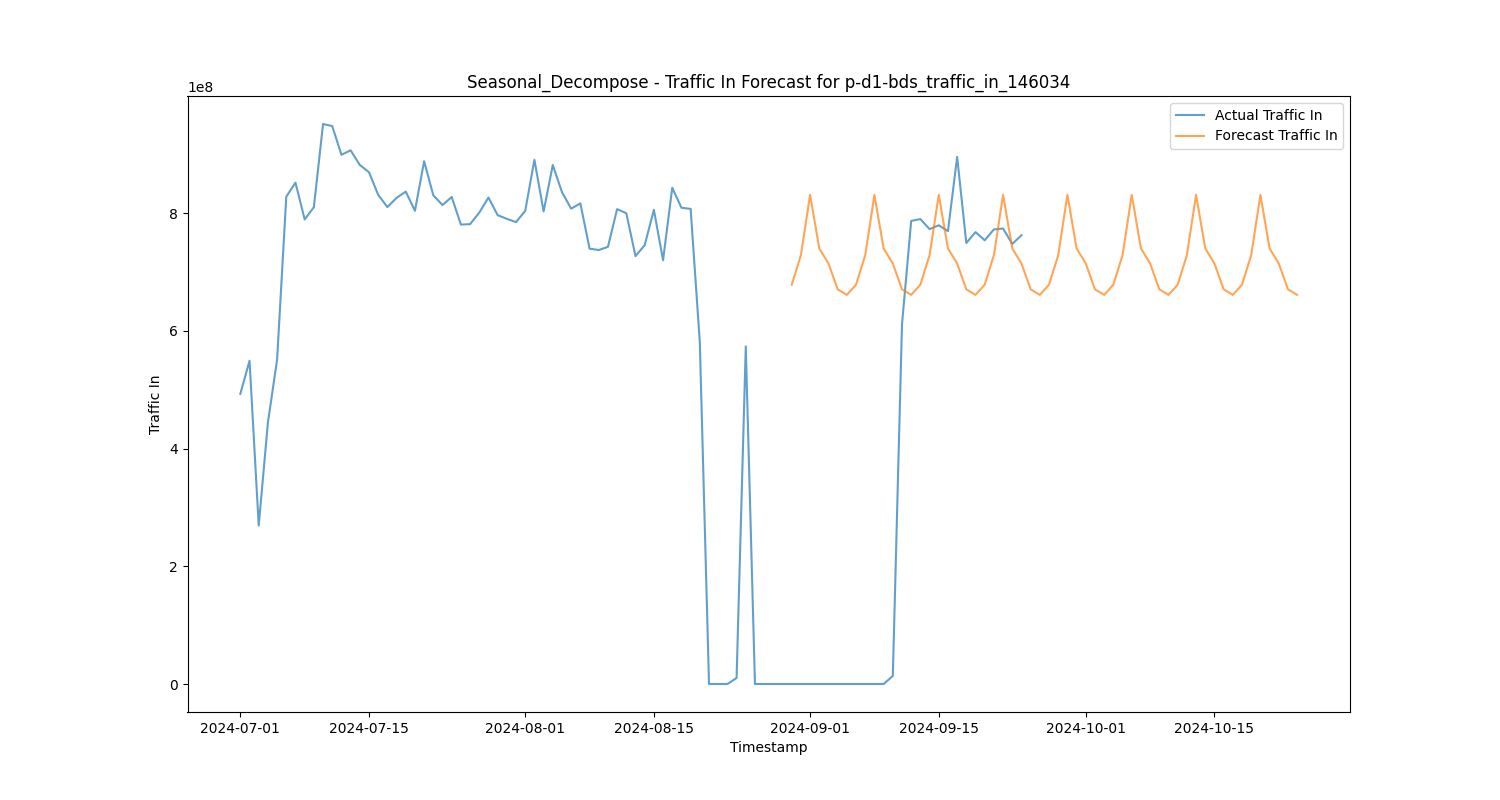 Seasonal_Decompose - Traffic In Forecast for p-d1-bds_traffic_in_146034
1e8
Actual Traffic In
Forecast Traffic In
8
6
4
2
0
Traffic In
2024-07-01 2024-07-15 2024-08-01 2024-08-15 2024-09-01 2024-09-15 2024-10-01 2024-10-15
Timestamp